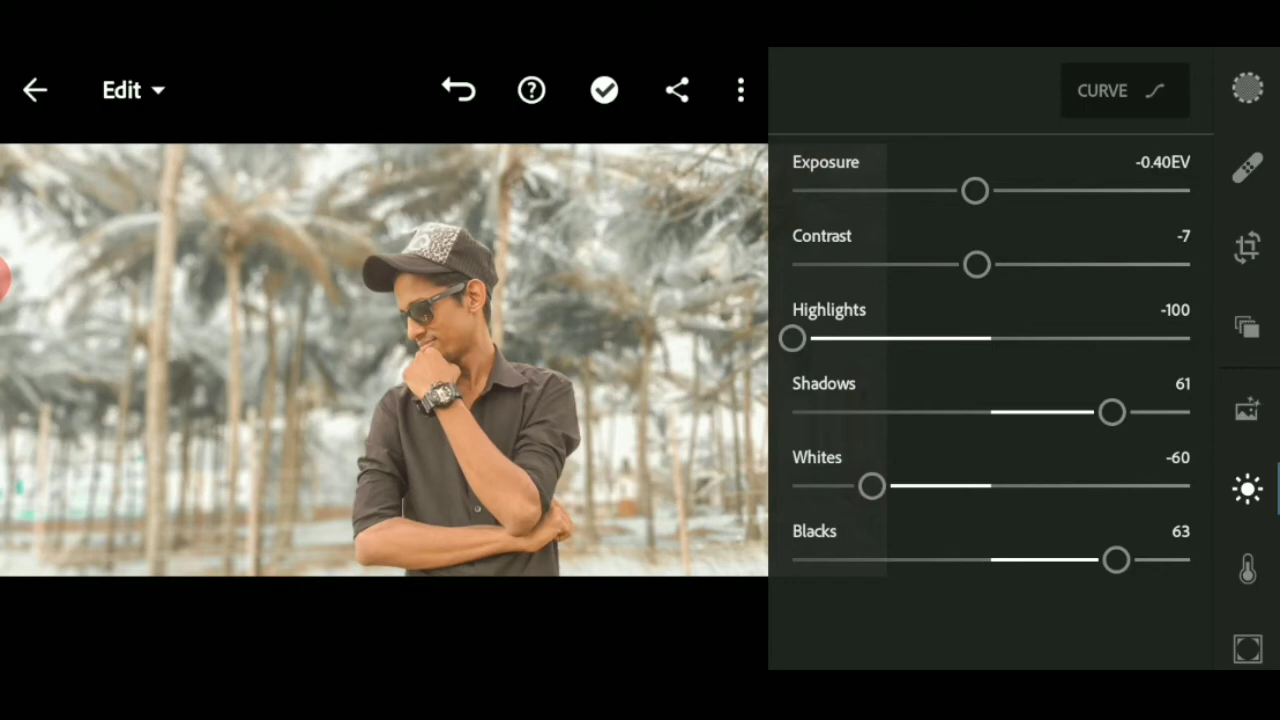 Edit
CURVE
Exposure -0.40EV
Contrast -7
Highlights -100
Shadows 61
Whites -60
Blacks 63